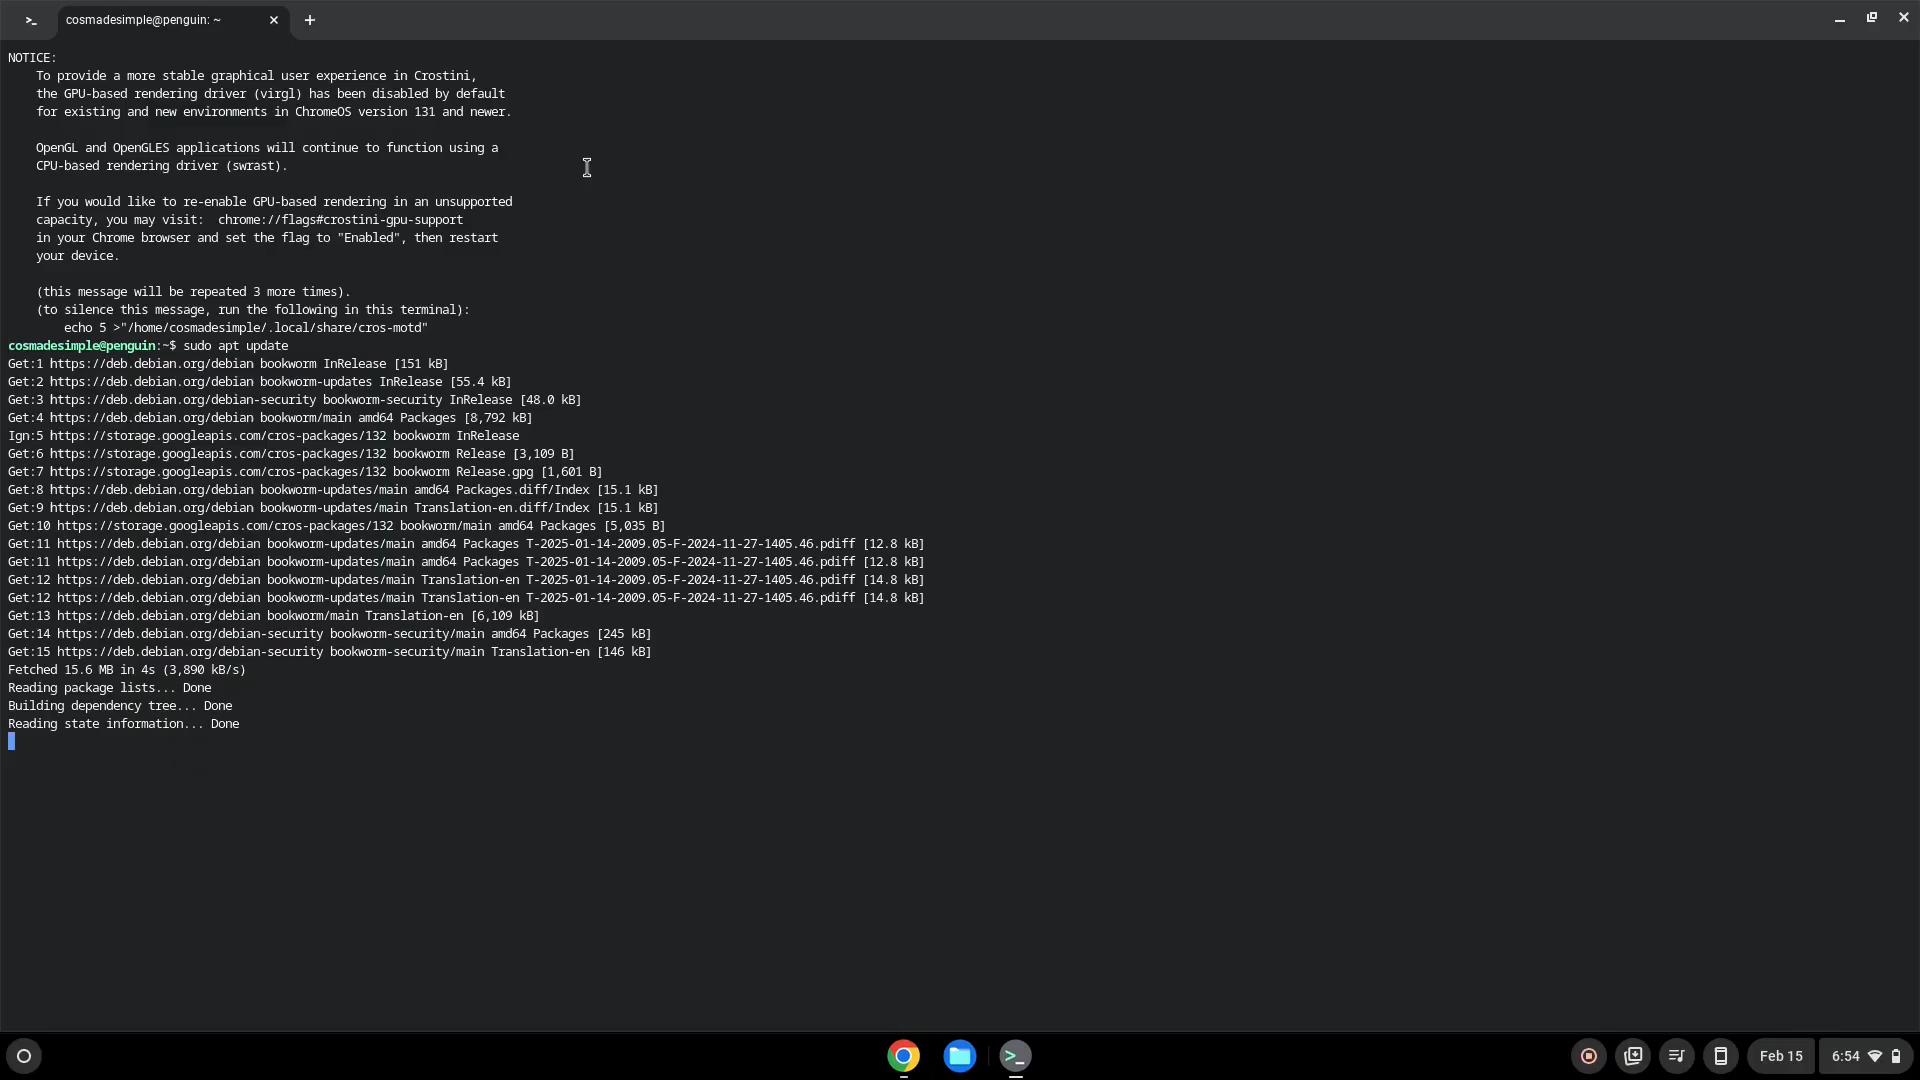 cosmadesimple@penguin: ~
NOTICE:
To provide a more stable graphical user experience in Crostini,
the GPU-based rendering driver (virgl) has been disabled by default
for existing and new environments in ChromeOS version 131 and newer.
OpenGL and OpenGLES applications will continue to function using a
CPU-based rendering driver (swrast).
If you would like to re-enable GPU-based rendering in an unsupported
capacity, you may visit:  chrome://flags#crostini-gpu-support
in your Chrome browser and set the flag to "Enabled", then restart
your device.
(this message will be repeated 3 more times).
(to silence this message, run the following in this terminal):
echo 5 >"/home/cosmadesimple/.local/share/cros-motd"
cosmadesimple@penguin:~$ sudo apt update
Get:1 https://deb.debian.org/debian bookworm InRelease [151 kB]
Get:2 https://deb.debian.org/debian bookworm-updates InRelease [55.4 kB]
Get:3 https://deb.debian.org/debian-security bookworm-security InRelease [48.0 kB]
Get:4 https://deb.debian.org/debian bookworm/main amd64 Packages [8,792 kB]
Ign:5 https://storage.googleapis.com/cros-packages/132 bookworm InRelease
Get:6 https://storage.googleapis.com/cros-packages/132 bookworm Release [3,109 B]
Get:7 https://storage.googleapis.com/cros-packages/132 bookworm Release.gpg [1,601 B]
Get:8 https://deb.debian.org/debian bookworm-updates/main amd64 Packages.diff/Index [15.1 kB]
Get:9 https://deb.debian.org/debian bookworm-updates/main Translation-en.diff/Index [15.1 kB]
Get:10 https://storage.googleapis.com/cros-packages/132 bookworm/main amd64 Packages [5,035 B]
Get:11 https://deb.debian.org/debian bookworm-updates/main amd64 Packages T-2025-01-14-2009.05-F-2024-11-27-1405.46.pdiff [12.8 kB]
Get:11 https://deb.debian.org/debian bookworm-updates/main amd64 Packages T-2025-01-14-2009.05-F-2024-11-27-1405.46.pdiff [12.8 kB]
Get:12 https://deb.debian.org/debian bookworm-updates/main Translation-en T-2025-01-14-2009.05-F-2024-11-27-1405.46.pdiff [14.8 kB]
Get:12 https://deb.debian.org/debian bookworm-updates/main Translation-en T-2025-01-14-2009.05-F-2024-11-27-1405.46.pdiff [14.8 kB]
Get:13 https://deb.debian.org/debian bookworm/main Translation-en [6,109 kB]
Get:14 https://deb.debian.org/debian-security bookworm-security/main amd64 Packages [245 kB]
Get:15 https://deb.debian.org/debian-security bookworm-security/main Translation-en [146 kB]
Fetched 15.6 MB in 4s (3,890 kB/s)
Reading package lists... Done
Building dependency tree... Done
Reading state information... Done
Feb 15 6:54